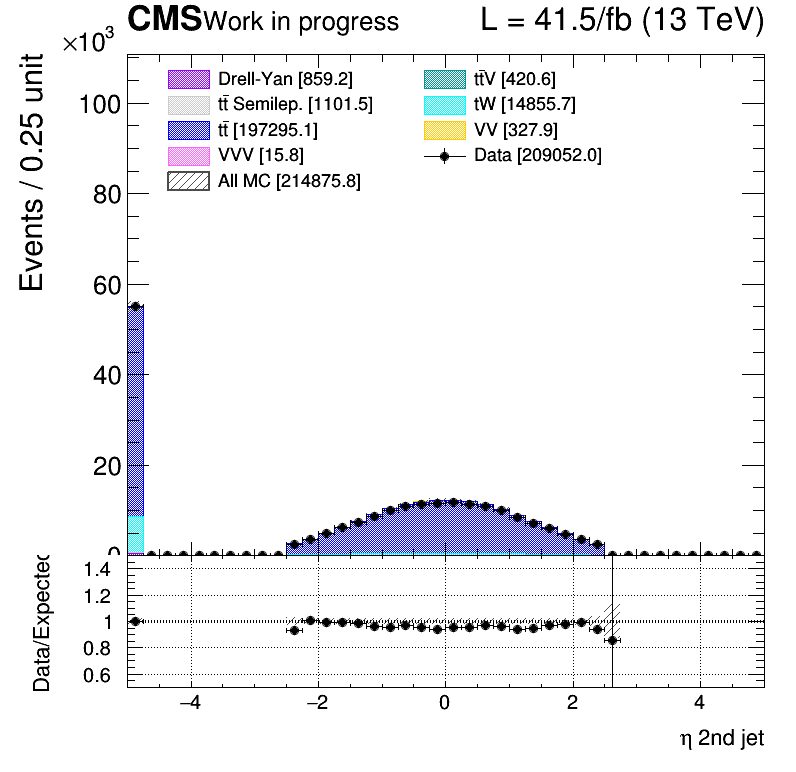 CMS Work in progress L = 41.5/fb (13 TeV)
×10³
Events / 0.25 unit
Drell-Yan [859.2]
tt̄ Semilep. [1101.5]
tt̄ [197295.1]
VVV [15.8]
All MC [214875.8]
tt̄V [420.6]
tW [14855.7]
VV [327.9]
Data [209052.0]
100
80
60
40
20
0
Data/Expected
1.4
1.2
1
0.8
0.6
−4 −2 0 2 4
η 2nd jet